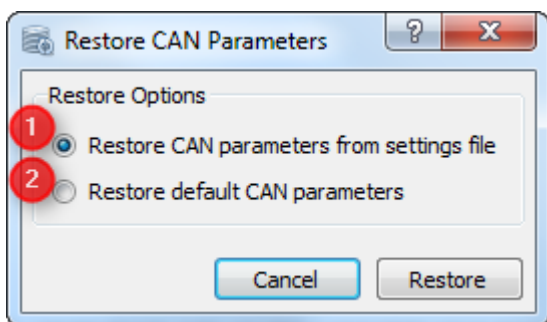 Restore CAN Parameters
Restore Options
1
Restore CAN parameters from settings file
2
Restore default CAN parameters
Cancel Restore